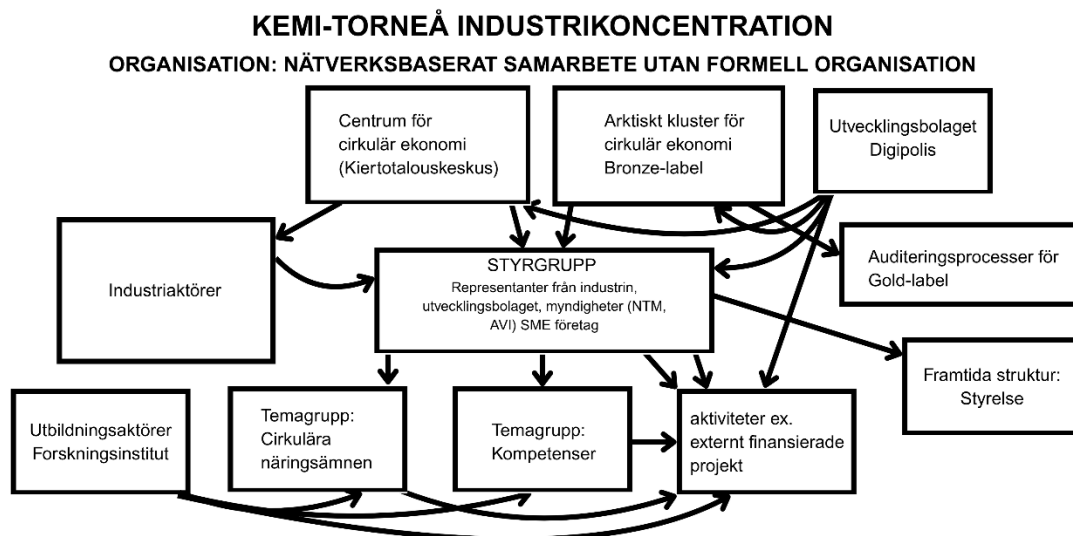 KEMI-TORNEÅ INDUSTRIKONCENTRATION
ORGANISATION: NÄTVERKSBASERAT SAMARBETE UTAN FORMELL ORGANISATION
Centrum för
cirkulär ekonomi
(Kiertotalouskeskus)
Arktiskt kluster för
cirkulär ekonomi
Bronze-label
Utvecklingsbolaget
Digipolis
Industriaktörer
STYRGRUPP
Representanter från industrin,
utvecklingsbolaget, myndigheter (NTM,
AVI) SME företag
Auditeringsprocesser för
Gold-label
Framtida struktur:
Styrelse
Utbildningsaktörer
Forskningsinstitut
Temagrupp:
Cirkulära
näringsämnen
Temagrupp:
Kompetenser
aktiviteter ex.
externt finansierade
projekt